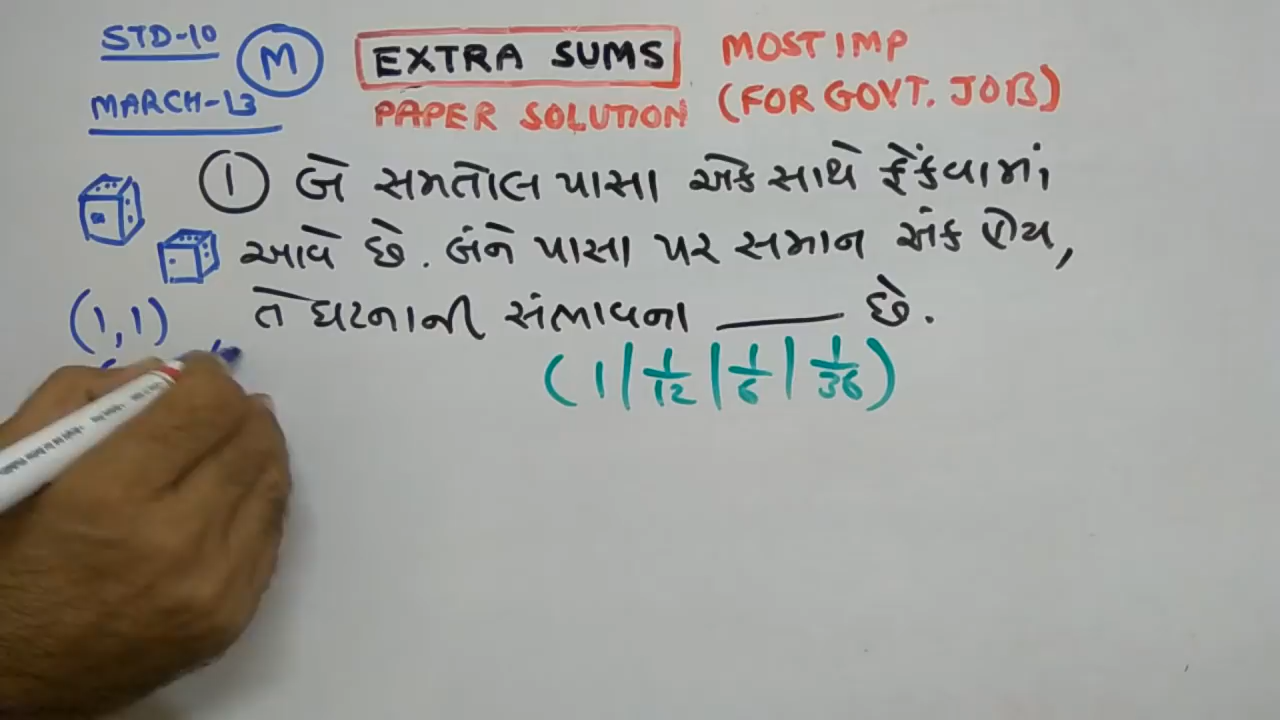 STD-10 M EXTRA SUMS MOST IMP
MARCH-13 PAPER SOLUTION (FOR GOVT. JOB)
① બે સમતોલ પાસા એક સાથે ફેંકવામાં
આવે છે. બંને પાસા પર સમાન અંક હોય,
(1,1) તે ઘટનાની સંભાવના ______ છે.
(1 | 1/12 | 1/6 | 1/36)